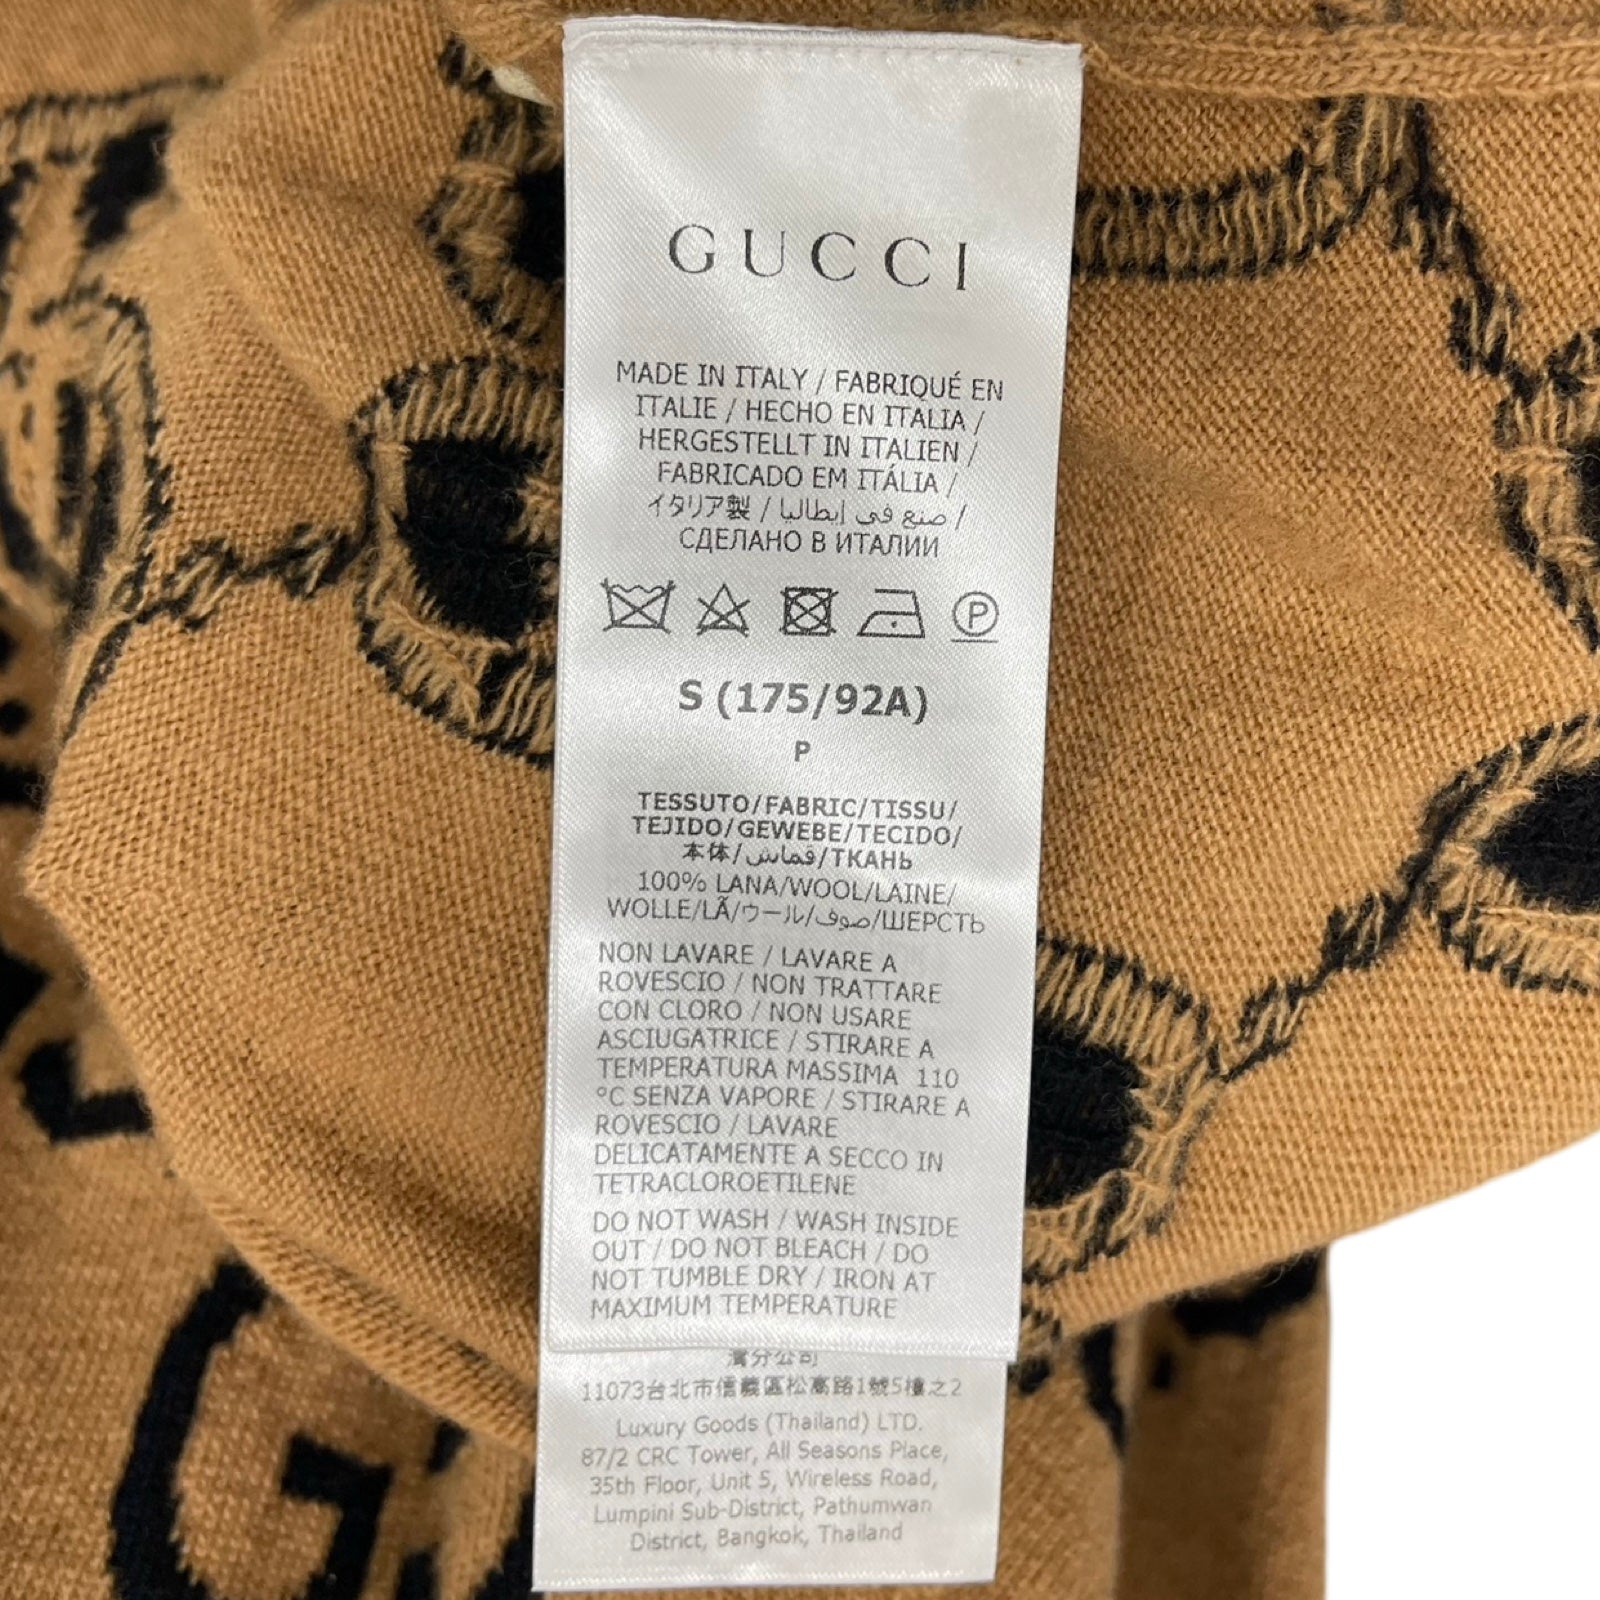 GUCCI
MADE IN ITALY / FABRIQUÉ EN
ITALIE / HECHO EN ITALIA /
HERGESTELLT IN ITALIEN /
FABRICADO EM ITÁLIA /
イタリア製 / صنع في إيطاليا /
СДЕЛАНО В ИТАЛИИ
P
S (175/92A)
P
TESSUTO/FABRIC/TISSU/
TEJIDO/GEWEBE/TECIDO/
本体/قماش/ТКАНЬ
100% LANA/WOOL/LAINE/
WOLLE/LÃ/ウール/صوف/ШЕРСТЬ
NON LAVARE / LAVARE A
ROVESCIO / NON TRATTARE
CON CLORO / NON USARE
ASCIUGATRICE / STIRARE A
TEMPERATURA MASSIMA 110
°C SENZA VAPORE / STIRARE A
ROVESCIO / LAVARE
DELICATAMENTE A SECCO IN
TETRACLOROETILENE
DO NOT WASH / WASH INSIDE
OUT / DO NOT BLEACH / DO
NOT TUMBLE DRY / IRON AT
MAXIMUM TEMPERATURE
灣分公司
11073台北市信義區松高路1號5樓之2
Luxury Goods (Thailand) LTD.
87/2 CRC Tower, All Seasons Place,
35th Floor, Unit 5, Wireless Road,
Lumpini Sub-District, Pathumwan
District, Bangkok, Thailand
G